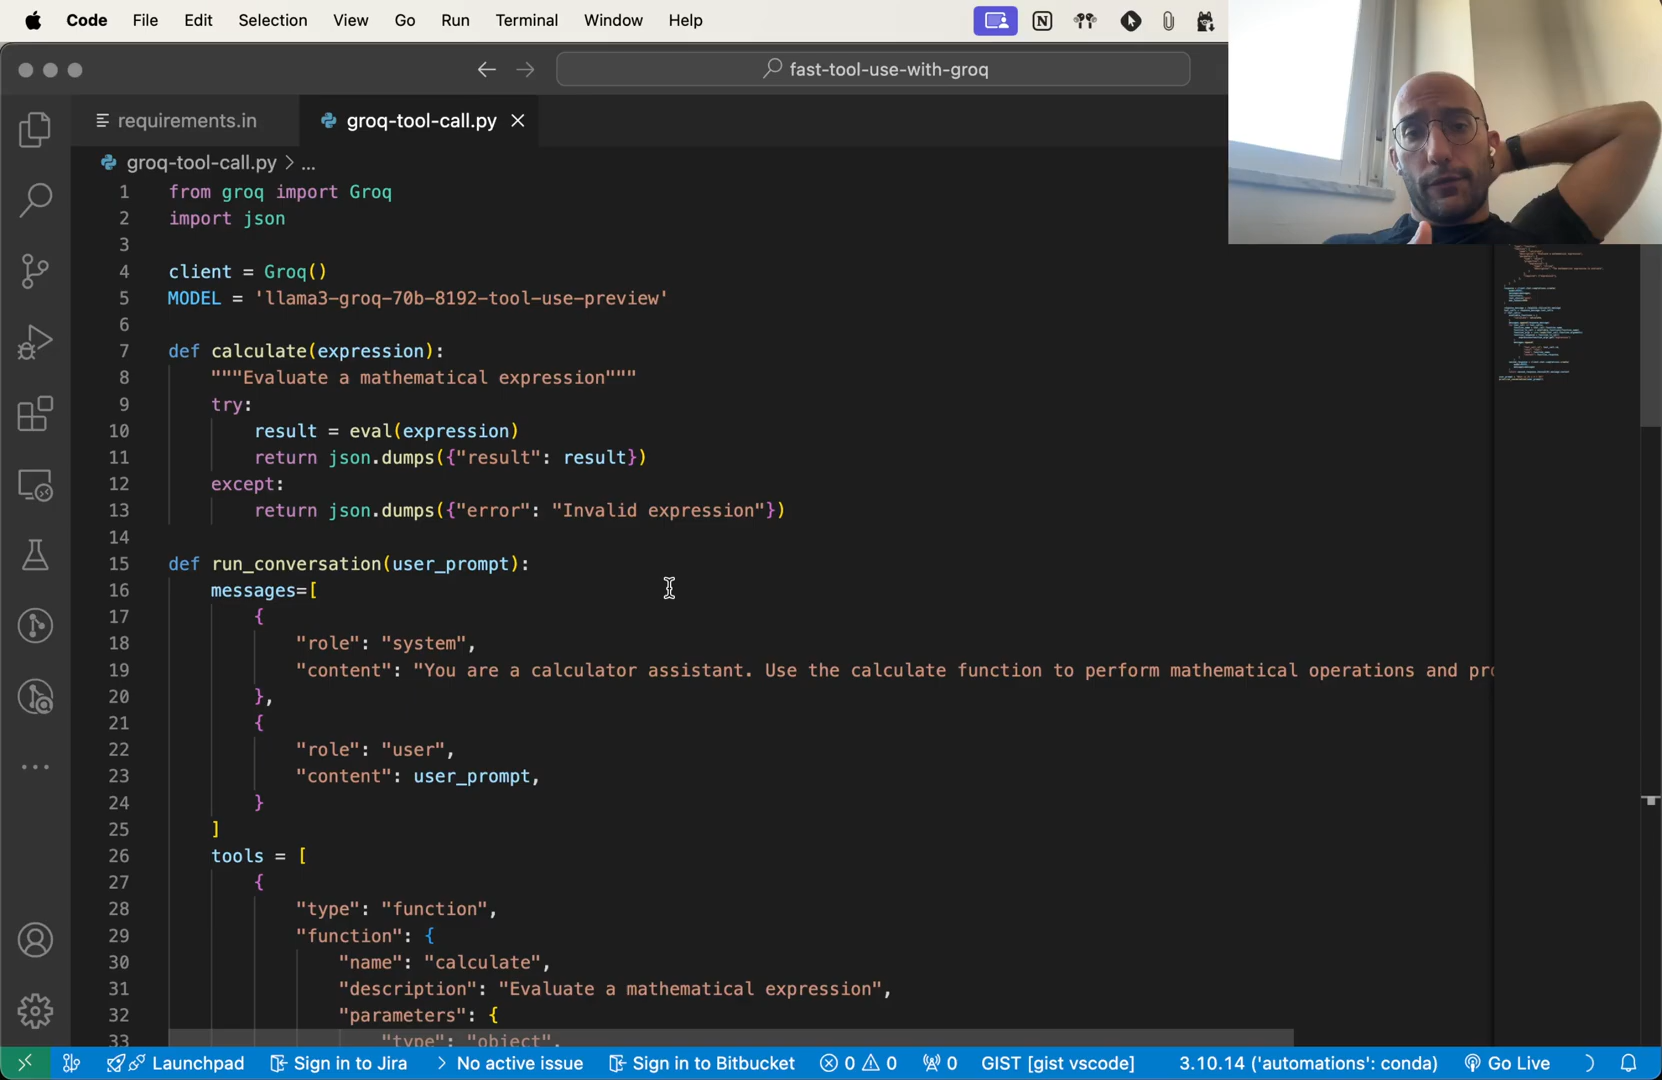 Code File Edit Selection View Go Run Terminal Window Help
fast-tool-use-with-groq
requirements.in
groq-tool-call.py
groq-tool-call.py > ...
1 from groq import Groq
2 import json
3
4 client = Groq()
5 MODEL = 'llama3-groq-70b-8192-tool-use-preview'
6
7 def calculate(expression):
8 """Evaluate a mathematical expression"""
9 try:
10 result = eval(expression)
11 return json.dumps({"result": result})
12 except:
13 return json.dumps({"error": "Invalid expression"})
14
15 def run_conversation(user_prompt):
16 messages=[
17 {
18 "role": "system",
19 "content": "You are a calculator assistant. Use the calculate function to perform mathematical operations and pro
20 },
21 {
22 "role": "user",
23 "content": user_prompt,
24 }
25 ]
26 tools = [
27 {
28 "type": "function",
29 "function": {
30 "name": "calculate",
31 "description": "Evaluate a mathematical expression",
32 "parameters": {
33 "type": "object",
Launchpad Sign in to Jira > No active issue Sign in to Bitbucket 0 0 0 GIST [gist vscode] 3.10.14 ('automations': conda) Go Live